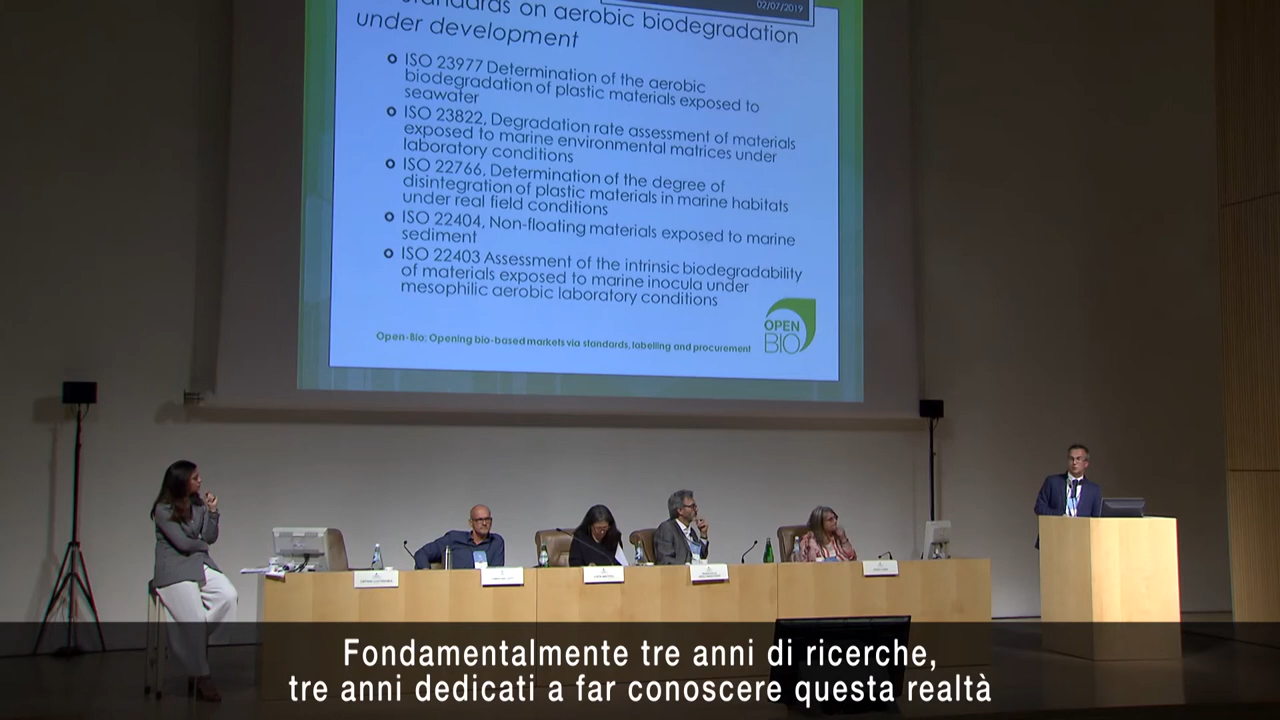 02/07/2019
standards on aerobic biodegradation
under development
ISO 23977 Determination of the aerobic
biodegradation of plastic materials exposed to
seawater
ISO 23822, Degradation rate assessment of materials
exposed to marine environmental matrices under
laboratory conditions
ISO 22766, Determination of the degree of
disintegration of plastic materials in marine habitats
under real field conditions
ISO 22404, Non-floating materials exposed to marine
sediment
ISO 22403 Assessment of the intrinsic biodegradability
of materials exposed to marine inocula under
mesophilic aerobic laboratory conditions
OPEN
BIO
Open-Bio: Opening bio-based markets via standards, labelling and procurement
Fondamentalmente tre anni di ricerche,
tre anni dedicati a far conoscere questa realtà